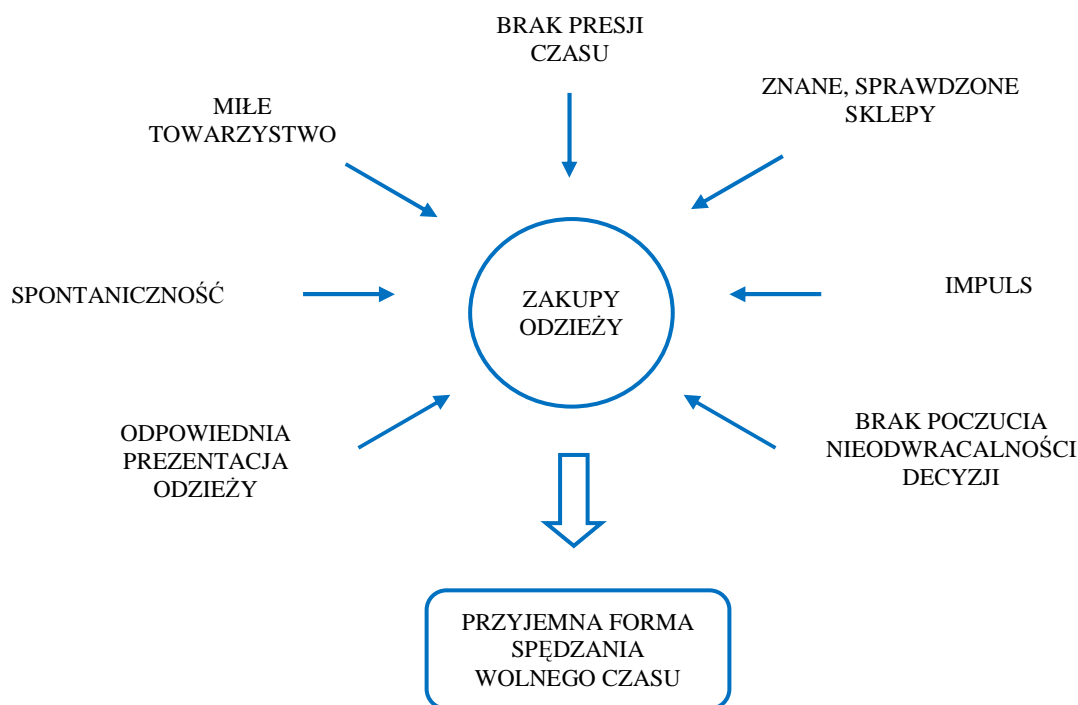 BRAK PRESJI
CZASU
ZNANE, SPRAWDZONE
SKLEPY
MIŁE
TOWARZYSTWO
SPONTANICZNOŚĆ
ZAKUPY
ODZIEŻY
IMPULS
ODPOWIEDNIA
PREZENTACJA
ODZIEŻY
BRAK POCZUCIA
NIEODWRACALNOŚCI
DECYZJI
PRZYJEMNA FORMA
SPĘDZANIA
WOLNEGO CZASU